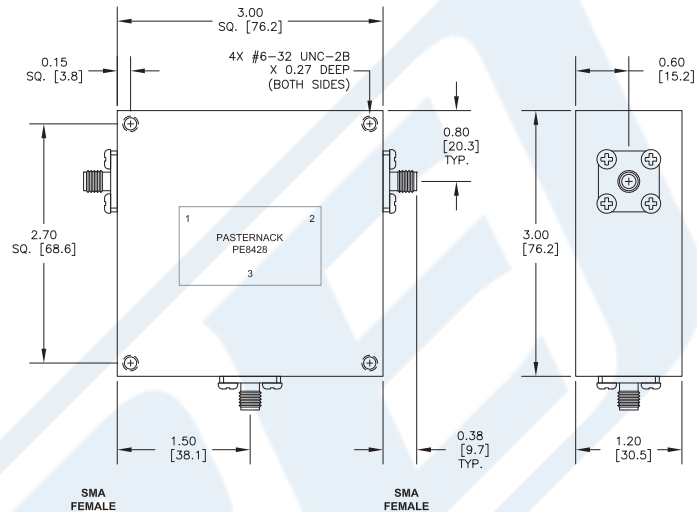 3.00
SQ. [76.2]
0.15
SQ. [3.8]
4X #6-32 UNC-2B
X 0.27 DEEP
(BOTH SIDES)
0.60
[15.2]
0.80
[20.3]
TYP.
2.70
SQ. [68.6]
1
2
PASTERNACK
PE8428
3
3.00
[76.2]
1.50
[38.1]
0.38
[9.7]
TYP.
1.20
[30.5]
SMA
FEMALE
SMA
FEMALE